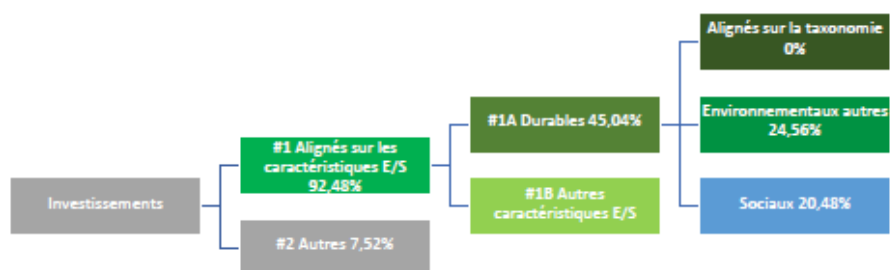 Alignés sur la taxonomie
0%
#1A Durables 45,04%
Environnementaux autres
24,56%
#1 Alignés sur les
caractéristiques E/S
92,48%
Investissements
#1B Autres
caractéristiques E/S
Sociaux 20,48%
#2 Autres 7,52%